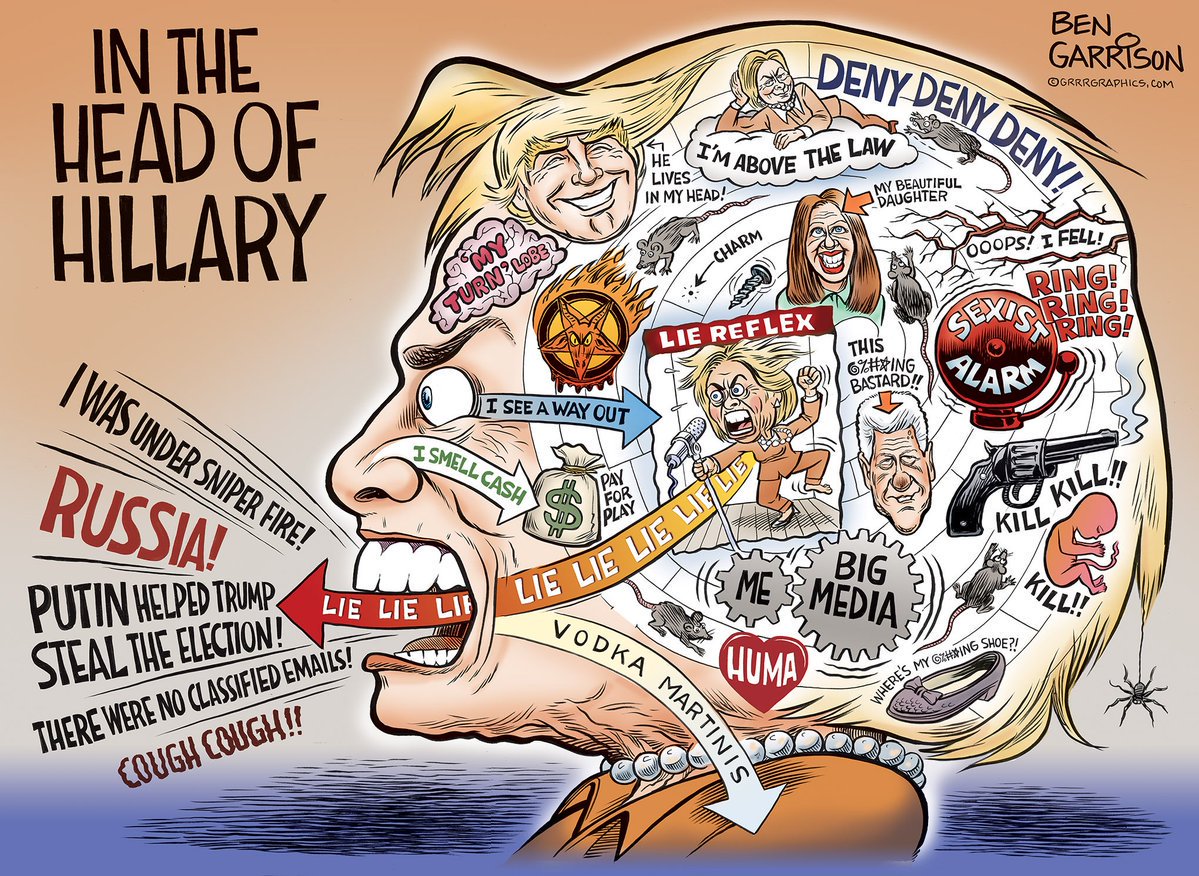 IN THE
HEAD OF
HILLARY
BEN
GARRISON
©GRRRGRAPHICS.COM
DENY DENY DENY!
I'M ABOVE THE LAW
HE
LIVES
IN MY HEAD!
MY BEAUTIFUL
DAUGHTER
OOOPS! I FELL!
CHARM
'MY
TURN' LOBE
RING!
RING!
RING!
SEXIST
ALARM
LIE REFLEX
THIS
@%#*ING
BASTARD!!
I SEE A WAY OUT
I SMELL CASH
$
PAY
FOR
PLAY
KILL!!
KILL
KILL!!
I WAS UNDER SNIPER FIRE!
RUSSIA!
PUTIN HELPED TRUMP
STEAL THE ELECTION!
THERE WERE NO CLASSIFIED EMAILS!
COUGH COUGH!!
LIE LIE LIE
LIE LIE LIE LIE LIE LIE
ME
BIG
MEDIA
HUMA
VODKA MARTINIS
WHERE'S MY @%#*ING SHOE?!